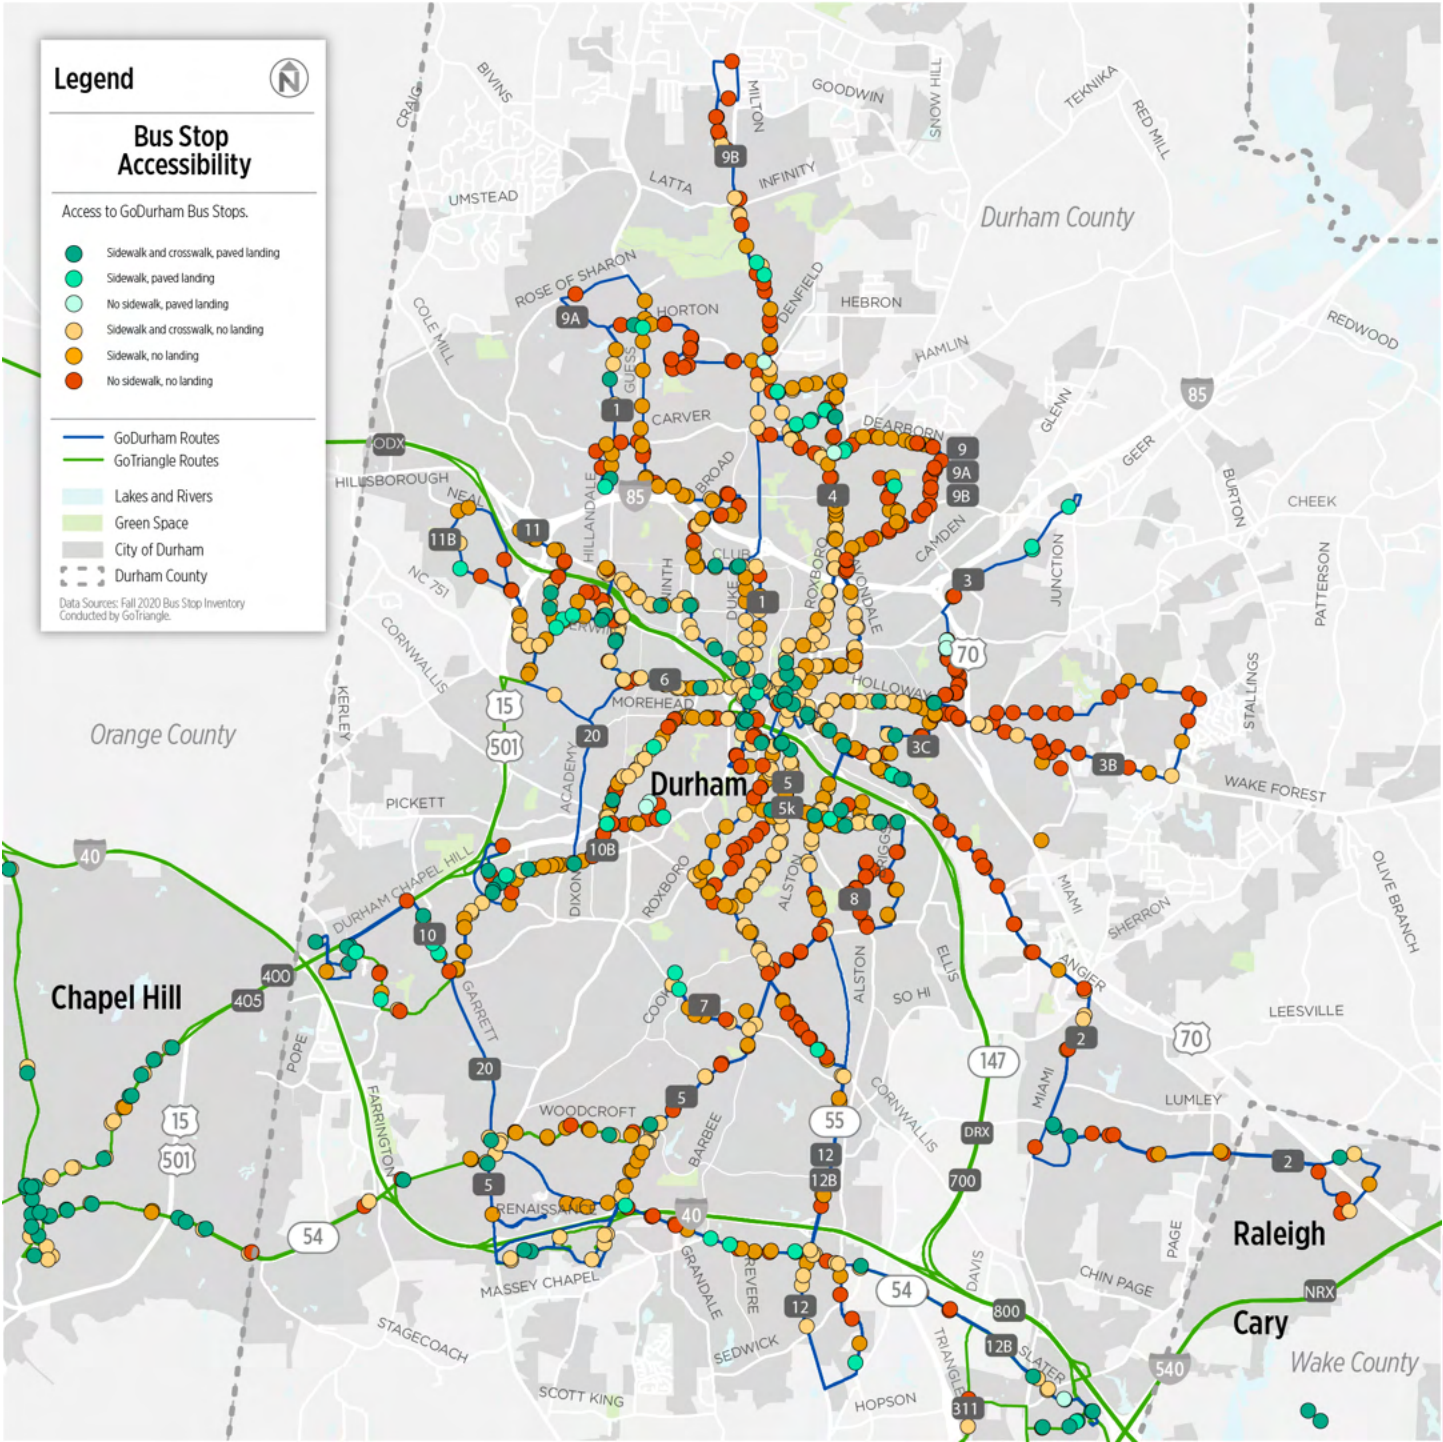 Legend
N
Bus Stop
Accessibility
Access to GoDurham Bus Stops.
Sidewalk and crosswalk, paved landing
Sidewalk, paved landing
No sidewalk, paved landing
Sidewalk and crosswalk, no landing
Sidewalk, no landing
No sidewalk, no landing
GoDurham Routes
GoTriangle Routes
Lakes and Rivers
Green Space
City of Durham
Durham County
Data Sources: Fall 2020 Bus Stop Inventory
Conducted by GoTriangle.
CRAIG
BIVINS
MILTON
GOODWIN
SNOW HILL
TEKNIKA
RED MILL
9B
LATTA
INFINITY
UMSTEAD
Durham County
ROSE OF SHARON
DENFIELD
HEBRON
9A
HORTON
COLE MILL
GUESS
HAMLIN
REDWOOD
85
1
CARVER
DEARBORN
GLENN
ODX
9
9A
9B
GEER
HILLSBOROUGH
BROAD
NEAL
85
4
BURTON
CHEEK
11
11B
HILLANDALE
CAMDEN
CLUB
NC 751
NINTH
DUKE
ROXBORO
AVONDALE
3
JUNCTION
PATTERSON
1
CORNWALLIS
ERWIN
70
KERLEY
6
HOLLOWAY
STALLINGS
15
501
MOREHEAD
Orange County
20
3C
3B
ACADEMY
Durham
5
5k
WAKE FOREST
PICKETT
40
10B
RIGGS
DURHAM CHAPEL HILL
DIXON
ROXBORO
ALSTON
8
MIAMI
OLIVE BRANCH
SHERRON
10
ELLIS
ANGIER
400
405
Chapel Hill
ALSTON
SO HI
COOK
7
GARRETT
LEESVILLE
2
70
POPE
20
147
5
CORNWALLIS
MIAMI
LUMLEY
15
501
FARRINGTON
WOODCROFT
BARBEE
55
DRX
12
12B
2
5
700
RENAISSANCE
40
54
Raleigh
PAGE
MASSEY CHAPEL
GRANDALE
REVERE
DAVIS
CHIN PAGE
54
NRX
12
800
Cary
STAGECOACH
SEDWICK
TRIANGLE
12B
SLATER
Wake County
540
SCOTT KING
HOPSON
311